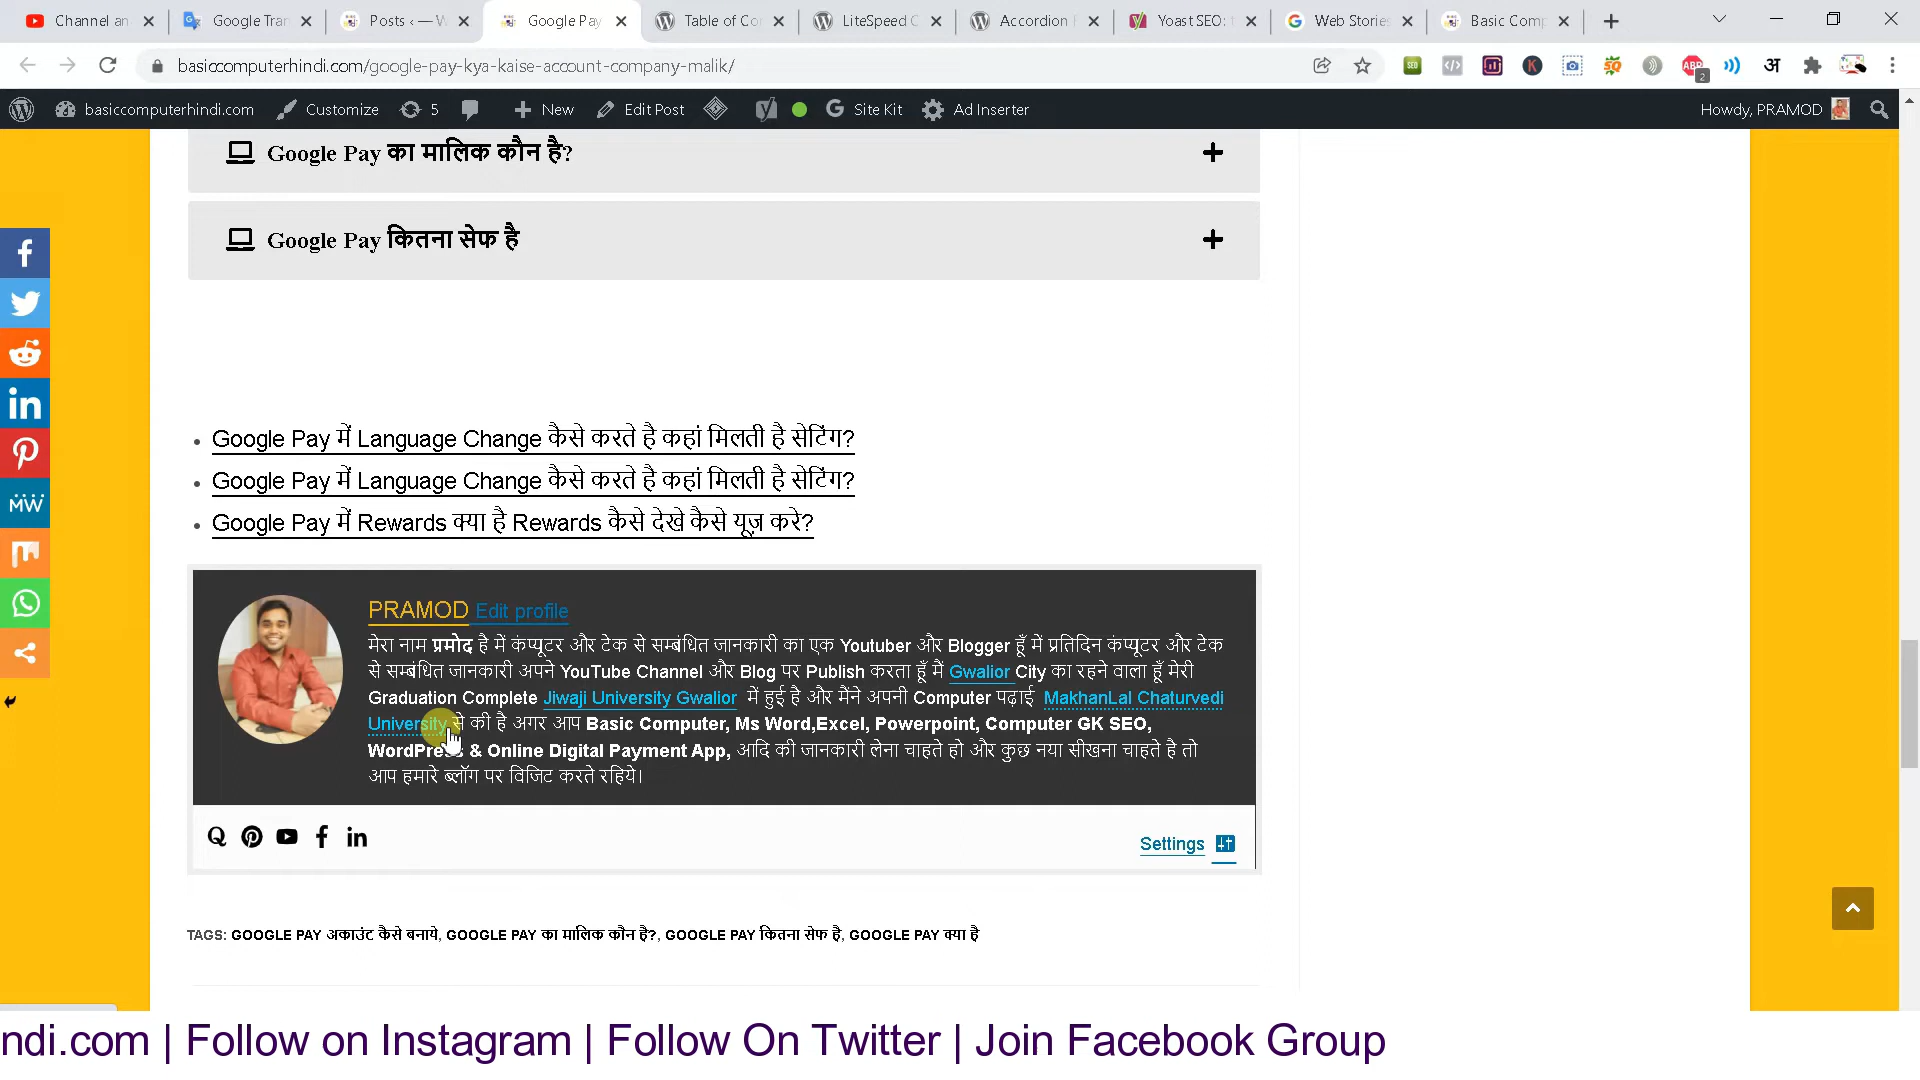 Channel an
Google Tran
Posts ‹ — W
Google Pay
Table of Co
LiteSpeed C
Accordion
Yoast SEO:
Web Stories
Basic Comp
basiccomputerhindi.com/google-pay-kya-kaise-account-company-malik/
SEO
K
ABP
2
अ
basiccomputerhindi.com
Customize
5
New
Edit Post
Site Kit
Ad Inserter
Howdy, PRAMOD
Google Pay का मालिक कौन है?
Google Pay कितना सेफ है
Google Pay में Language Change कैसे करते है कहां मिलती है सेटिंग?
Google Pay में Language Change कैसे करते है कहां मिलती है सेटिंग?
Google Pay में Rewards क्या है Rewards कैसे देखे कैसे यूज़ करे?
PRAMOD Edit profile
मेरा नाम प्रमोद है में कंप्यूटर और टेक से सम्बंधित जानकारी का एक Youtuber और Blogger हूँ में प्रतिदिन कंप्यूटर और टेक
से सम्बंधित जानकारी अपने YouTube Channel और Blog पर Publish करता हूँ मैं Gwalior City का रहने वाला हूँ मेरी
Graduation Complete Jiwaji University Gwalior में हुई है और मैंने अपनी Computer पढ़ाई MakhanLal Chaturvedi
University से की है अगर आप Basic Computer, Ms Word,Excel, Powerpoint, Computer GK SEO,
WordPress & Online Digital Payment App, आदि की जानकारी लेना चाहते हो और कुछ नया सीखना चाहते है तो
आप हमारे ब्लॉग पर विजिट करते रहिये।
Settings
TAGS: GOOGLE PAY अकाउंट कैसे बनाये, GOOGLE PAY का मालिक कौन है?, GOOGLE PAY कितना सेफ है, GOOGLE PAY क्या है
ndi.com | Follow on Instagram | Follow On Twitter | Join Facebook Group